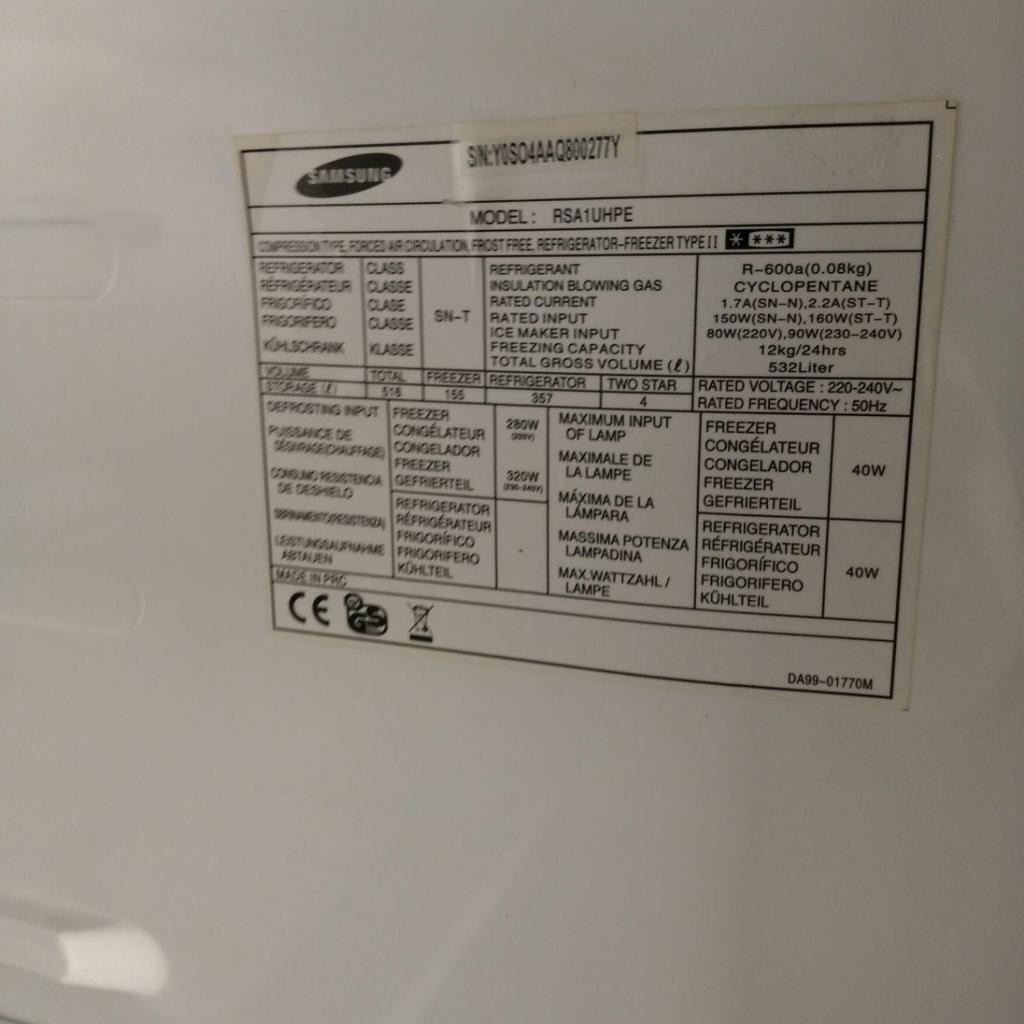 SAMSUNG
S/N:Y0SO4AAQ800277Y
MODEL : RSA1UHPE
COMPRESSION TYPE, FORCED AIR CIRCULATION, FROST FREE, REFRIGERATOR-FREEZER TYPE II * ***
REFRIGERATOR CLASS
RÉFRIGÉRATEUR CLASSE
FRIGORÍFICO CLASE
FRIGORIFERO CLASSE
KÜHLSCHRANK KLASSE
SN-T
REFRIGERANT R-600a(0.08kg)
INSULATION BLOWING GAS CYCLOPENTANE
RATED CURRENT 1.7A(SN-N),2.2A(ST-T)
RATED INPUT 150W(SN-N),160W(ST-T)
ICE MAKER INPUT 80W(220V),90W(230-240V)
FREEZING CAPACITY 12kg/24hrs
TOTAL GROSS VOLUME (ℓ) 532Liter
VOLUME TOTAL FREEZER REFRIGERATOR TWO STAR
STORAGE (ℓ) 516 155 357 4
RATED VOLTAGE : 220-240V~
RATED FREQUENCY : 50Hz
DEFROSTING INPUT
PUISSANCE DE
DÉGIVRAGE(CHAUFFAGE)
CONSUMO RESISTENCIA
DE DESHIELO
SBRINAMENTO(RESISTENZA)
LEISTUNGSAUFNAHME
ABTAUEN
FREEZER
CONGÉLATEUR
CONGELADOR
FREEZER
GEFRIERTEIL
280W
(220V)
320W
(230-240V)
REFRIGERATOR
RÉFRIGÉRATEUR
FRIGORÍFICO
FRIGORIFERO
KÜHLTEIL
MAXIMUM INPUT
OF LAMP
MAXIMALE DE
LA LAMPE
MÁXIMA DE LA
LÁMPARA
MASSIMA POTENZA
LAMPADINA
MAX.WATTZAHL /
LAMPE
FREEZER
CONGÉLATEUR
CONGELADOR
FREEZER
GEFRIERTEIL
40W
REFRIGERATOR
RÉFRIGÉRATEUR
FRIGORÍFICO
FRIGORIFERO
KÜHLTEIL
40W
MADE IN PRC
CE GS
DA99-01770M